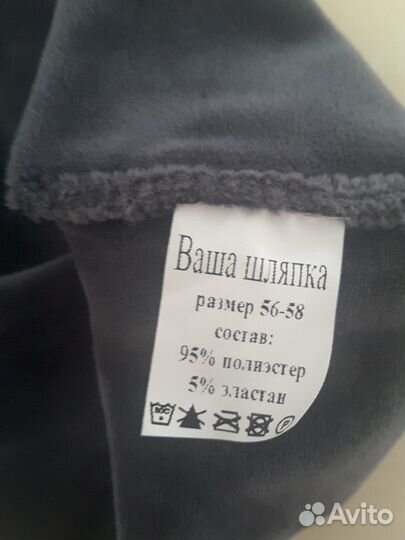 Ваша шляпка
размер 56-58
состав:
95% полиэстер
5% эластан
P
Avito